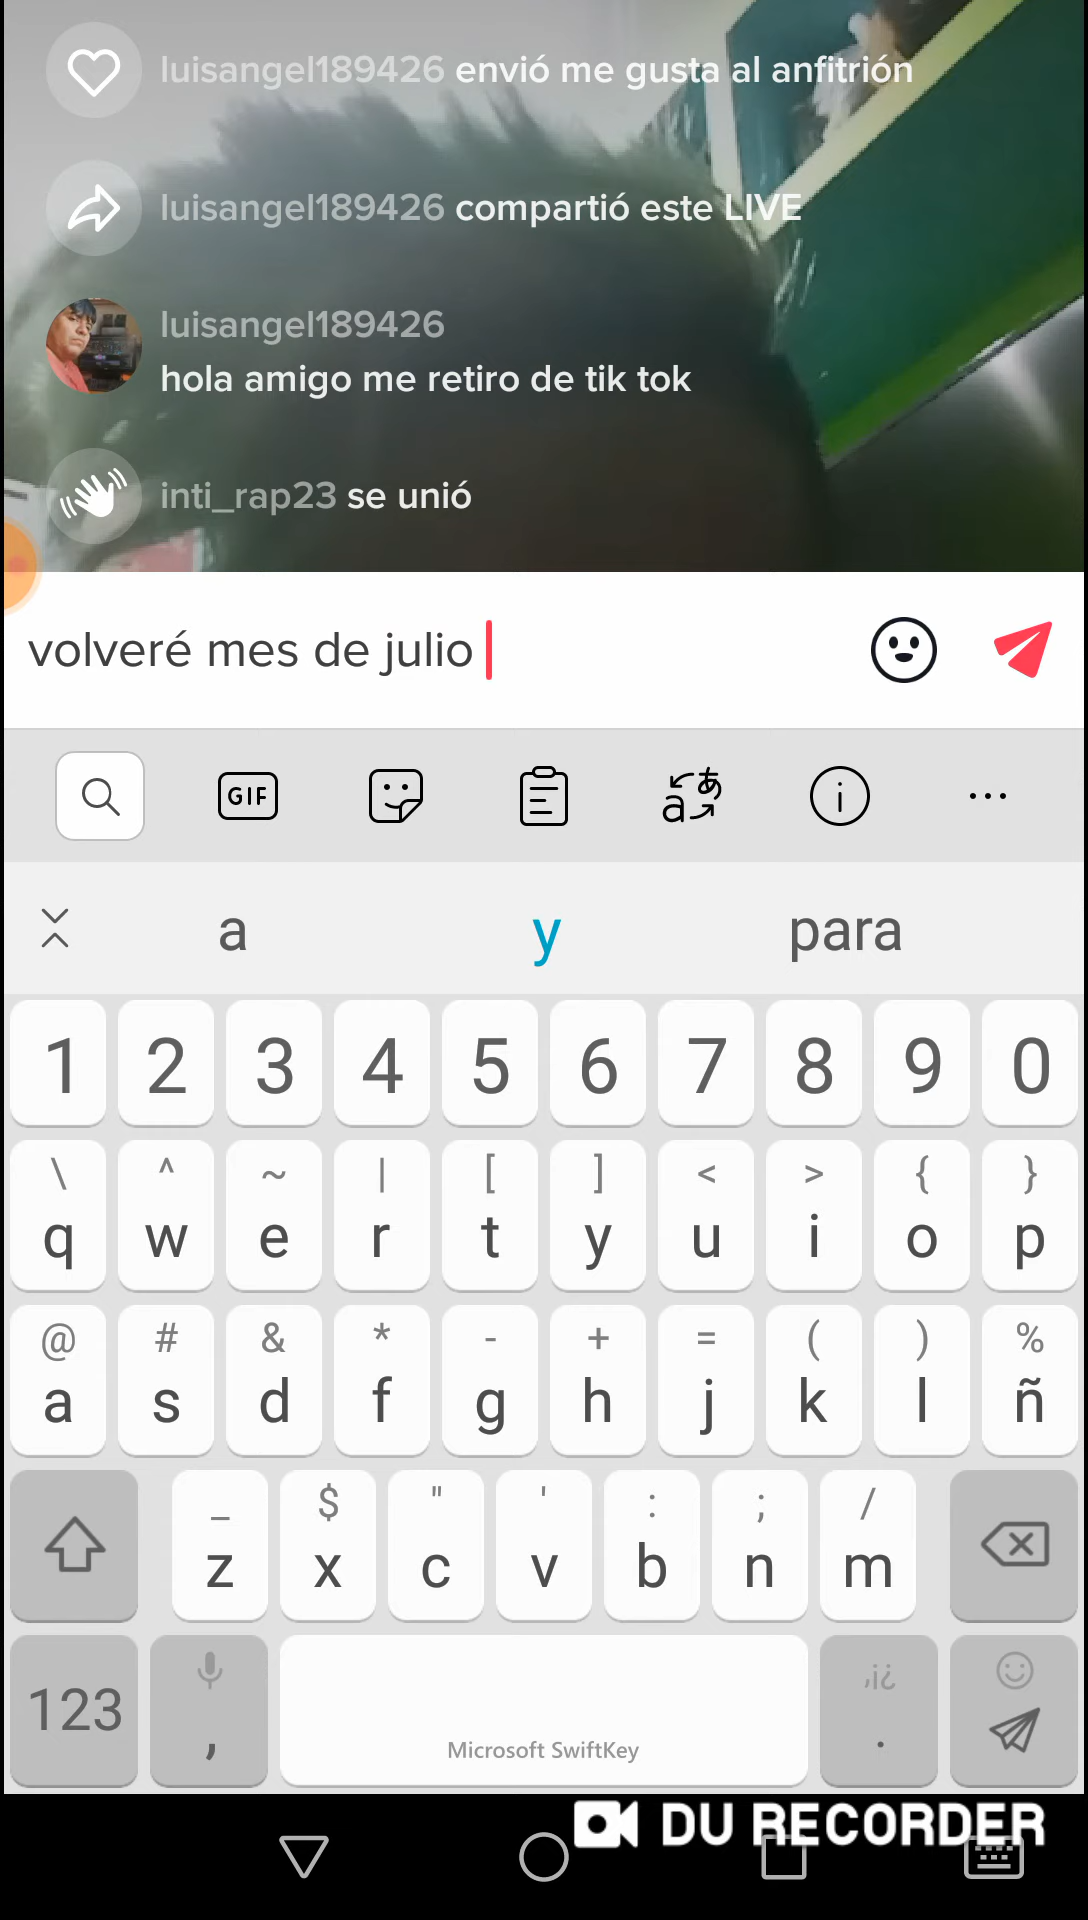 luisangel189426 envió me gusta al anfitrión
luisangel189426 compartió este LIVE
luisangel189426
hola amigo me retiro de tik tok
inti_rap23 se unió
volveré mes de julio
GIF
a y para
1 2 3 4 5 6 7 8 9 0
\ ^ ~ | [ ] < > { }
q w e r t y u i o p
@ # & * - + = ( ) %
a s d f g h j k l ñ
_ $ " ' : ; /
z x c v b n m
123 , ,¡¿ .
Microsoft SwiftKey
DU RECORDER